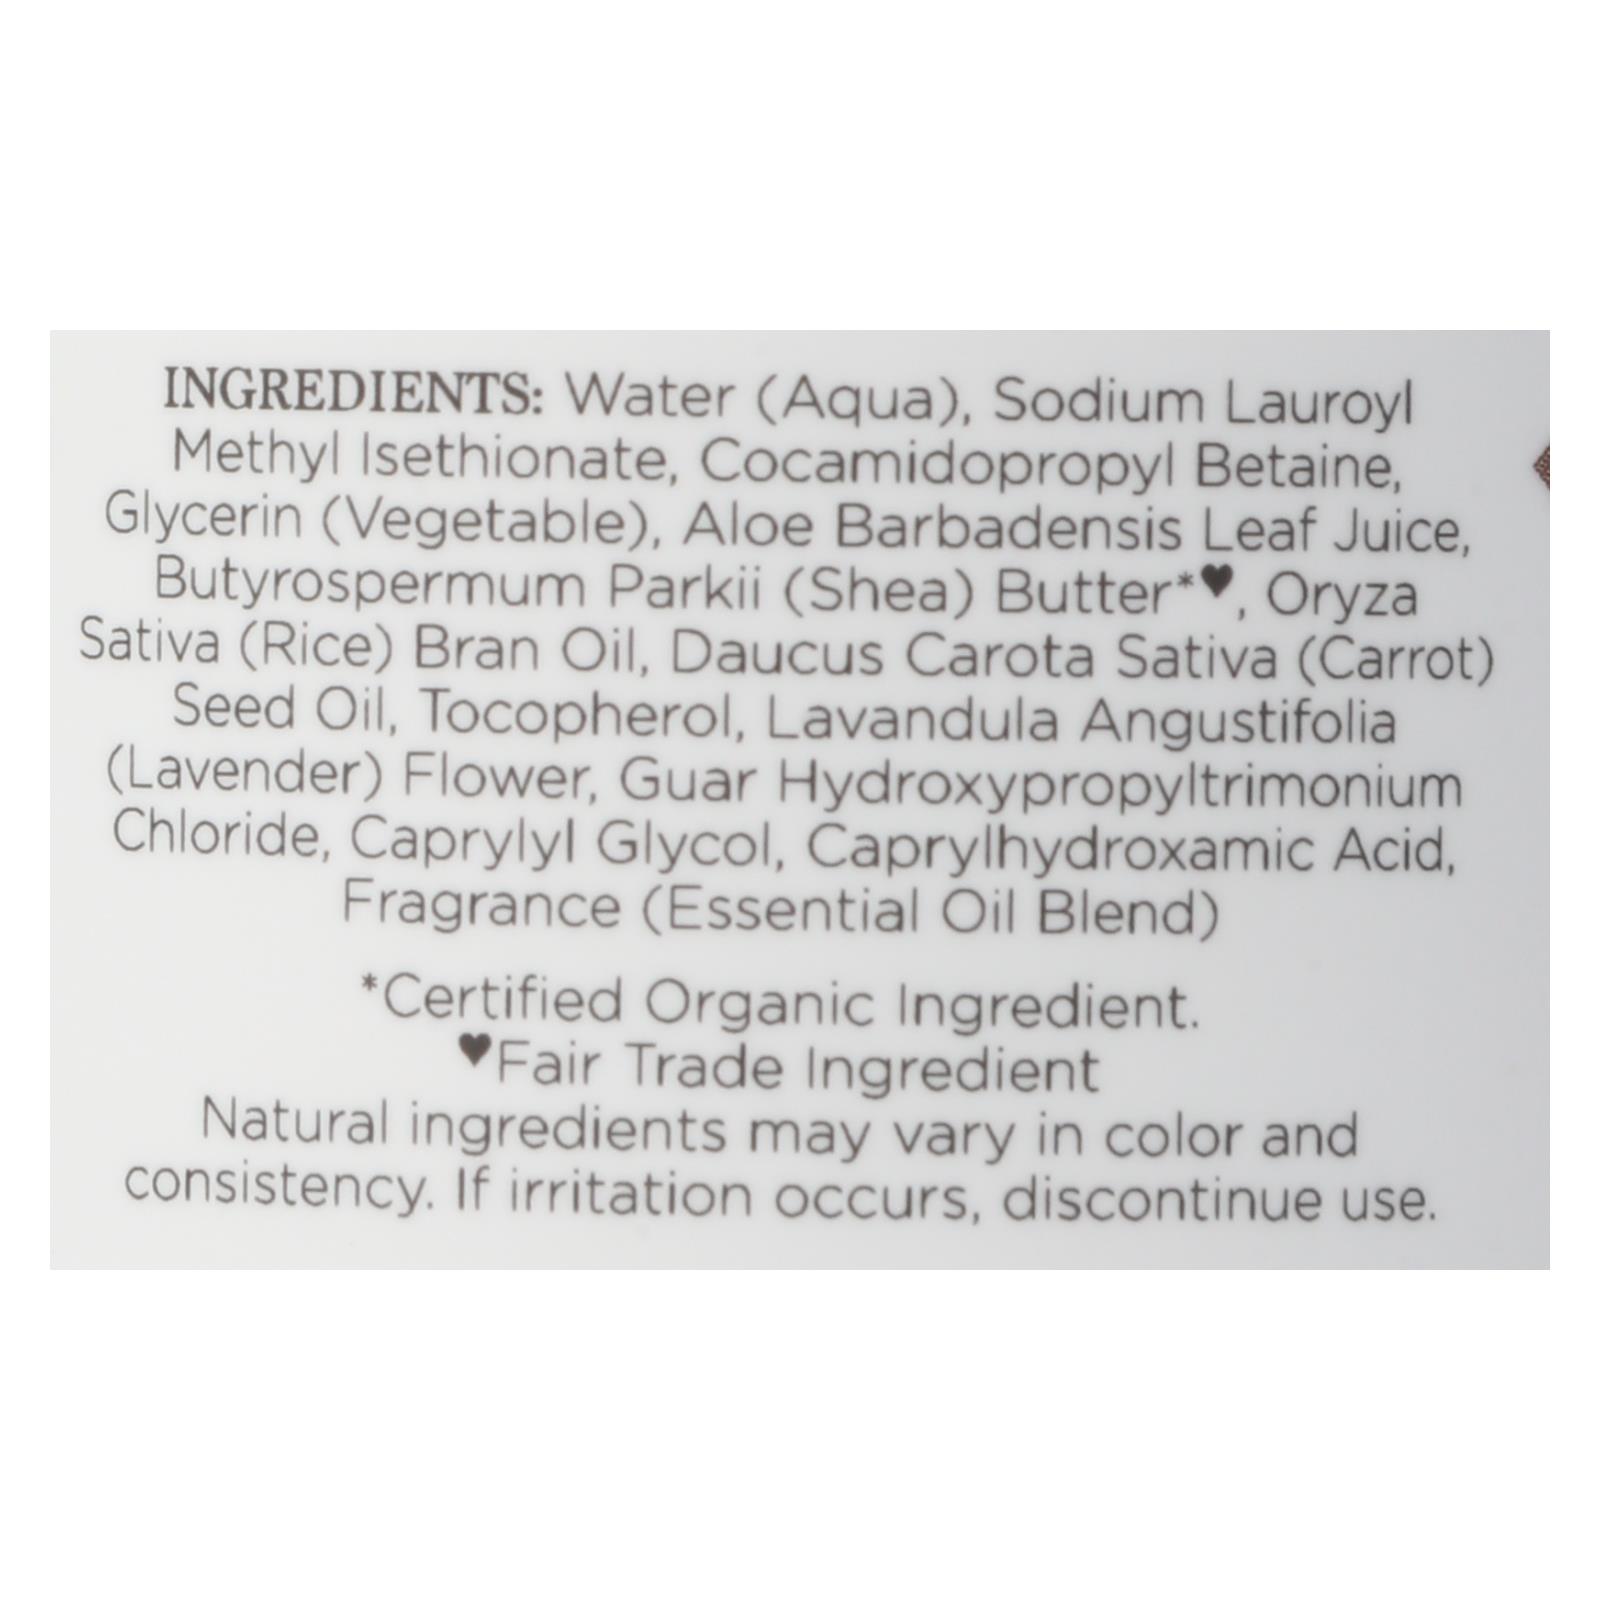 INGREDIENTS: Water (Aqua), Sodium Lauroyl
Methyl Isethionate, Cocamidopropyl Betaine,
Glycerin (Vegetable), Aloe Barbadensis Leaf Juice,
Butyrospermum Parkii (Shea) Butter*♥, Oryza
Sativa (Rice) Bran Oil, Daucus Carota Sativa (Carrot)
Seed Oil, Tocopherol, Lavandula Angustifolia
(Lavender) Flower, Guar Hydroxypropyltrimonium
Chloride, Caprylyl Glycol, Caprylhydroxamic Acid,
Fragrance (Essential Oil Blend)
*Certified Organic Ingredient.
♥Fair Trade Ingredient
Natural ingredients may vary in color and
consistency. If irritation occurs, discontinue use.